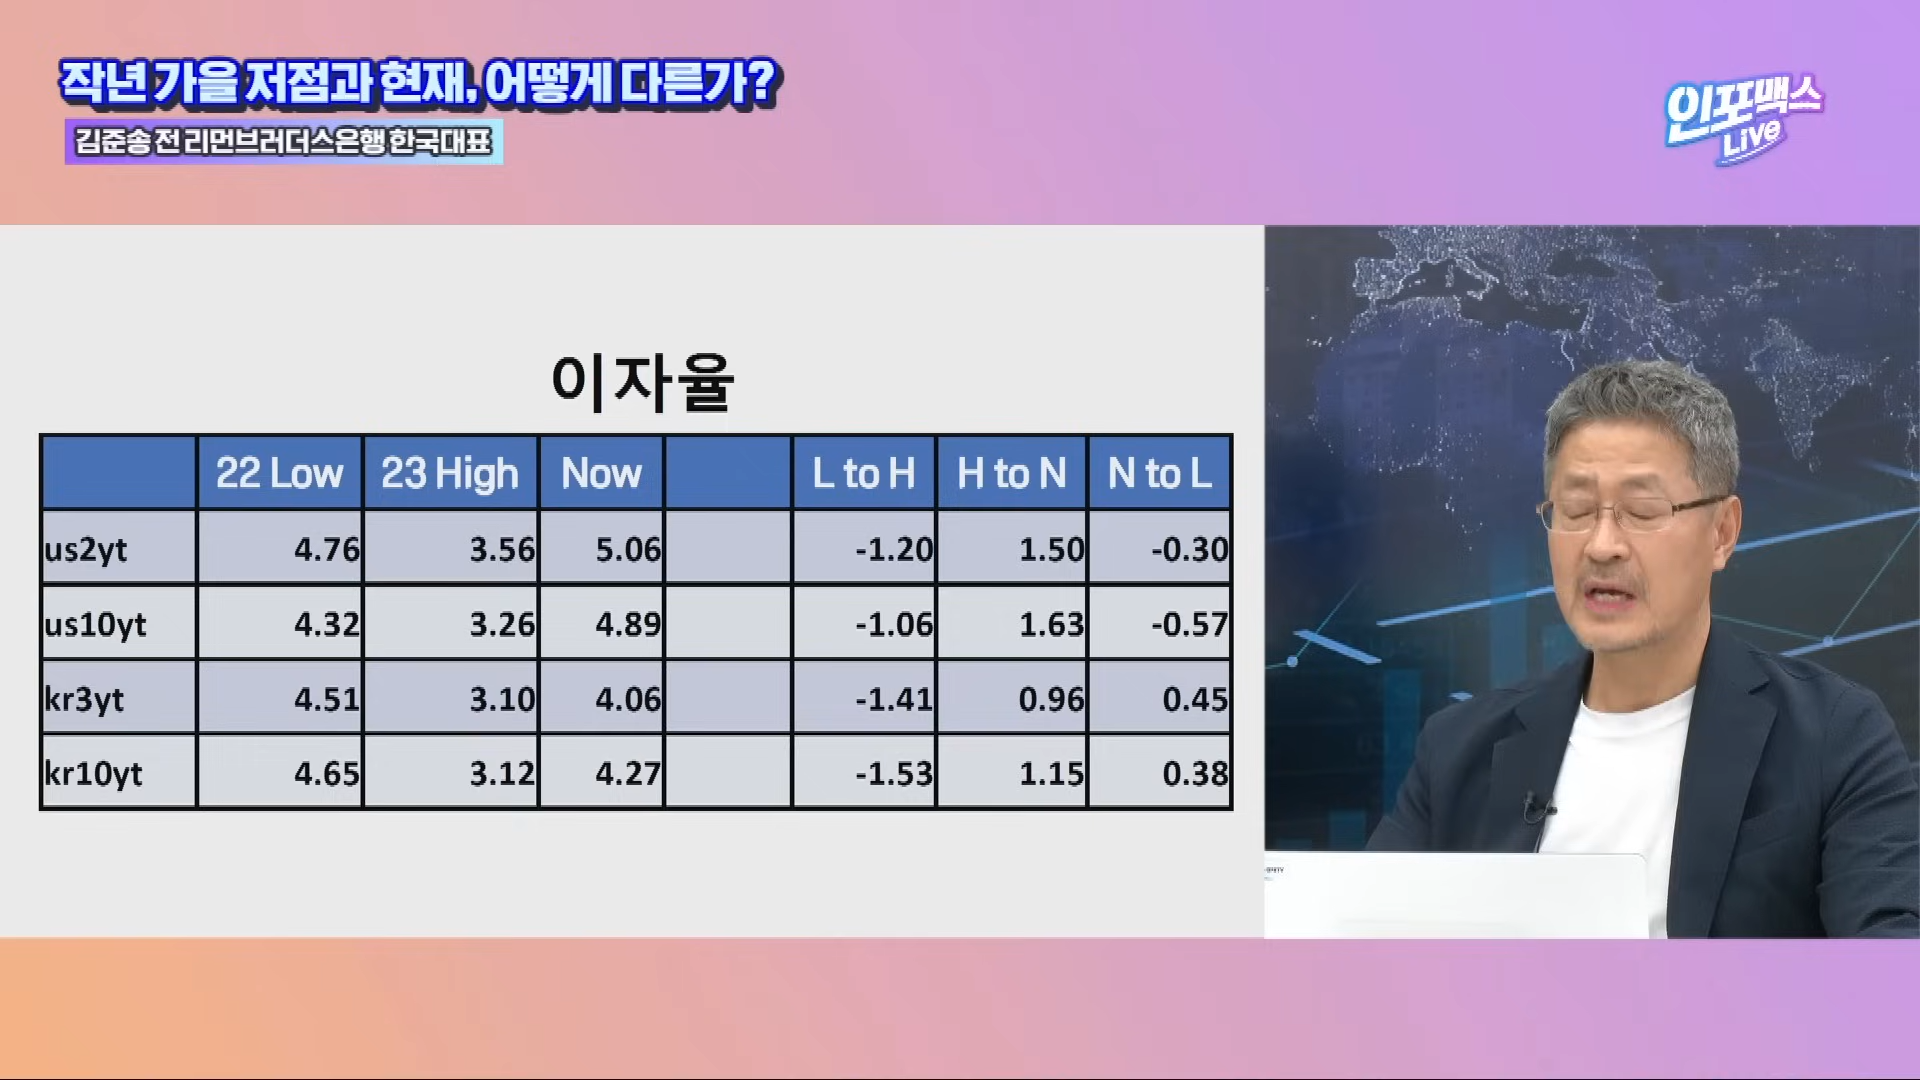 작년 가을 저점과 현재, 어떻게 다른가?
김준송 전 리먼브러더스은행 한국대표
인포맥스
Live
이자율
22 Low 23 High Now L to H H to N N to L
us2yt 4.76 3.56 5.06 -1.20 1.50 -0.30
us10yt 4.32 3.26 4.89 -1.06 1.63 -0.57
kr3yt 4.51 3.10 4.06 -1.41 0.96 0.45
kr10yt 4.65 3.12 4.27 -1.53 1.15 0.38